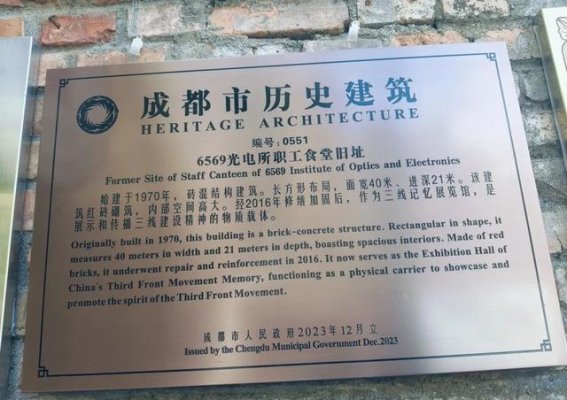 成都市历史建筑
HERITAGE ARCHITECTURE
编号:0551
6569光电所职工食堂旧址
Former Site of Staff Canteen of 6569 Institute of Optics and Electronics
始建于1970年，砖混结构建筑。长方形布局，面宽40米、进深21米。该建
筑红砖砌筑，内部空间高大。经2016年修缮加固后，作为三线记忆展览馆，是
展示和传播三线建设精神的物质载体。
Originally built in 1970, this building is a brick-concrete structure. Rectangular in shape, it
measures 40 meters in width and 21 meters in depth, boasting spacious interiors. Made of red
bricks, it underwent repair and reinforcement in 2016. It now serves as the Exhibition Hall of
China's Third Front Movement Memory, functioning as a physical carrier to showcase and
promote the spirit of the Third Front Movement.
成都市人民政府2023年12月 立
Issued by the Chengdu Municipal Government Dec.2023